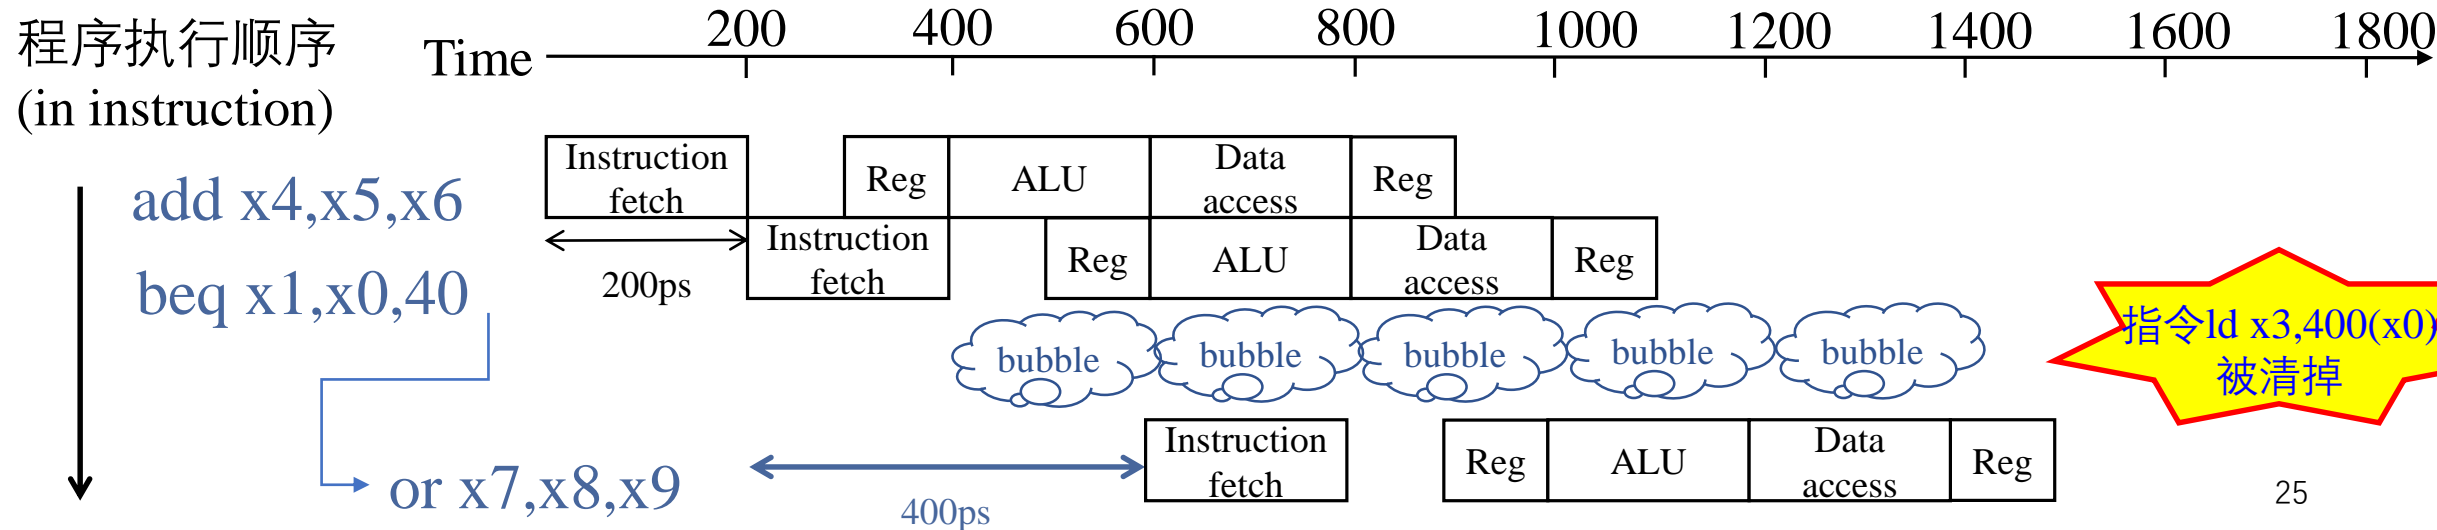 程序执行顺序
(in instruction)
Time
200 400 600 800 1000 1200 1400 1600 1800
add x4,x5,x6
Instruction
fetch
Reg
ALU
Data
access
Reg
beq x1,x0,40
200ps
Instruction
fetch
Reg
ALU
Data
access
Reg
bubble bubble bubble bubble bubble
指令ld x3,400(x0)
被清掉
or x7,x8,x9
400ps
Instruction
fetch
Reg
ALU
Data
access
Reg
25